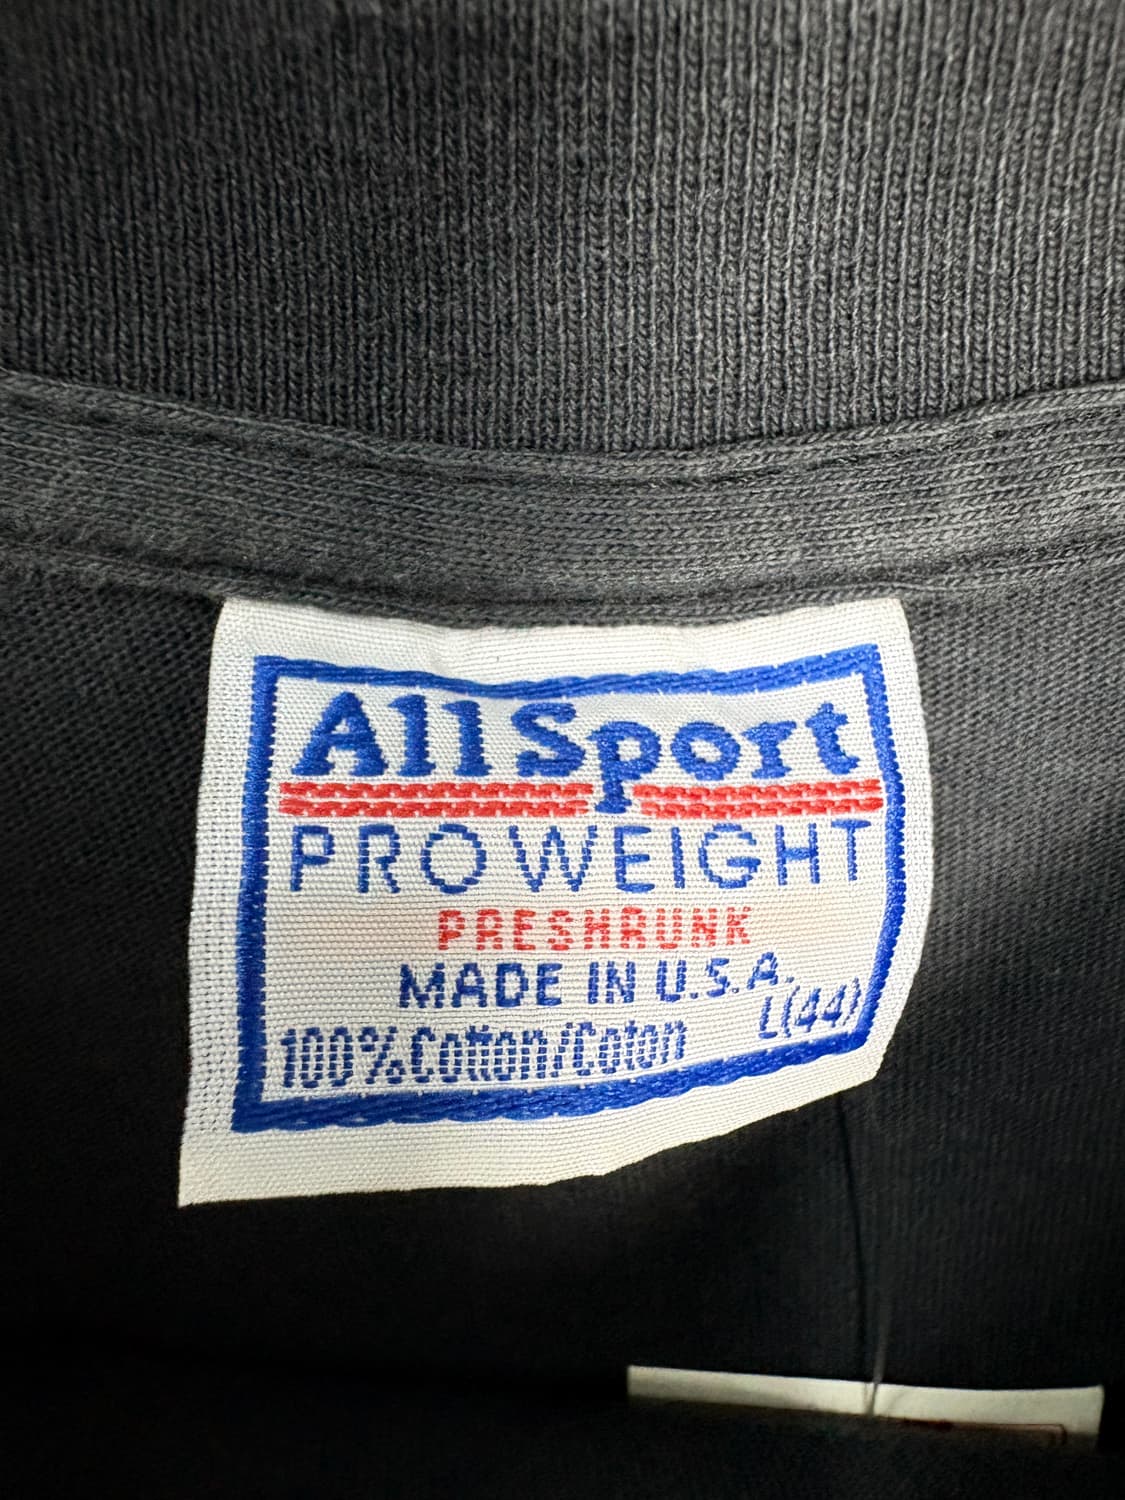 AllSport
PROWEIGHT
PRESHRUNK
MADE IN U.S.A.
L(44)
100% Cotton/Coton